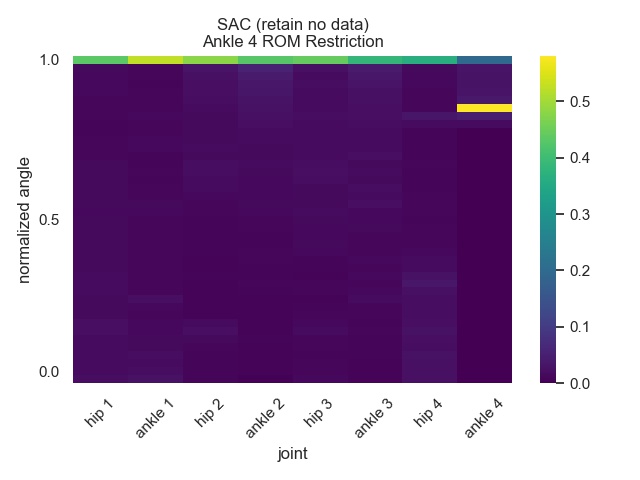 SAC (retain no data)
Ankle 4 ROM Restriction
1.0
0.5
0.0
normalized angle
hip 1
ankle 1
hip 2
ankle 2
hip 3
ankle 3
hip 4
ankle 4
joint
0.5
0.4
0.3
0.2
0.1
0.0